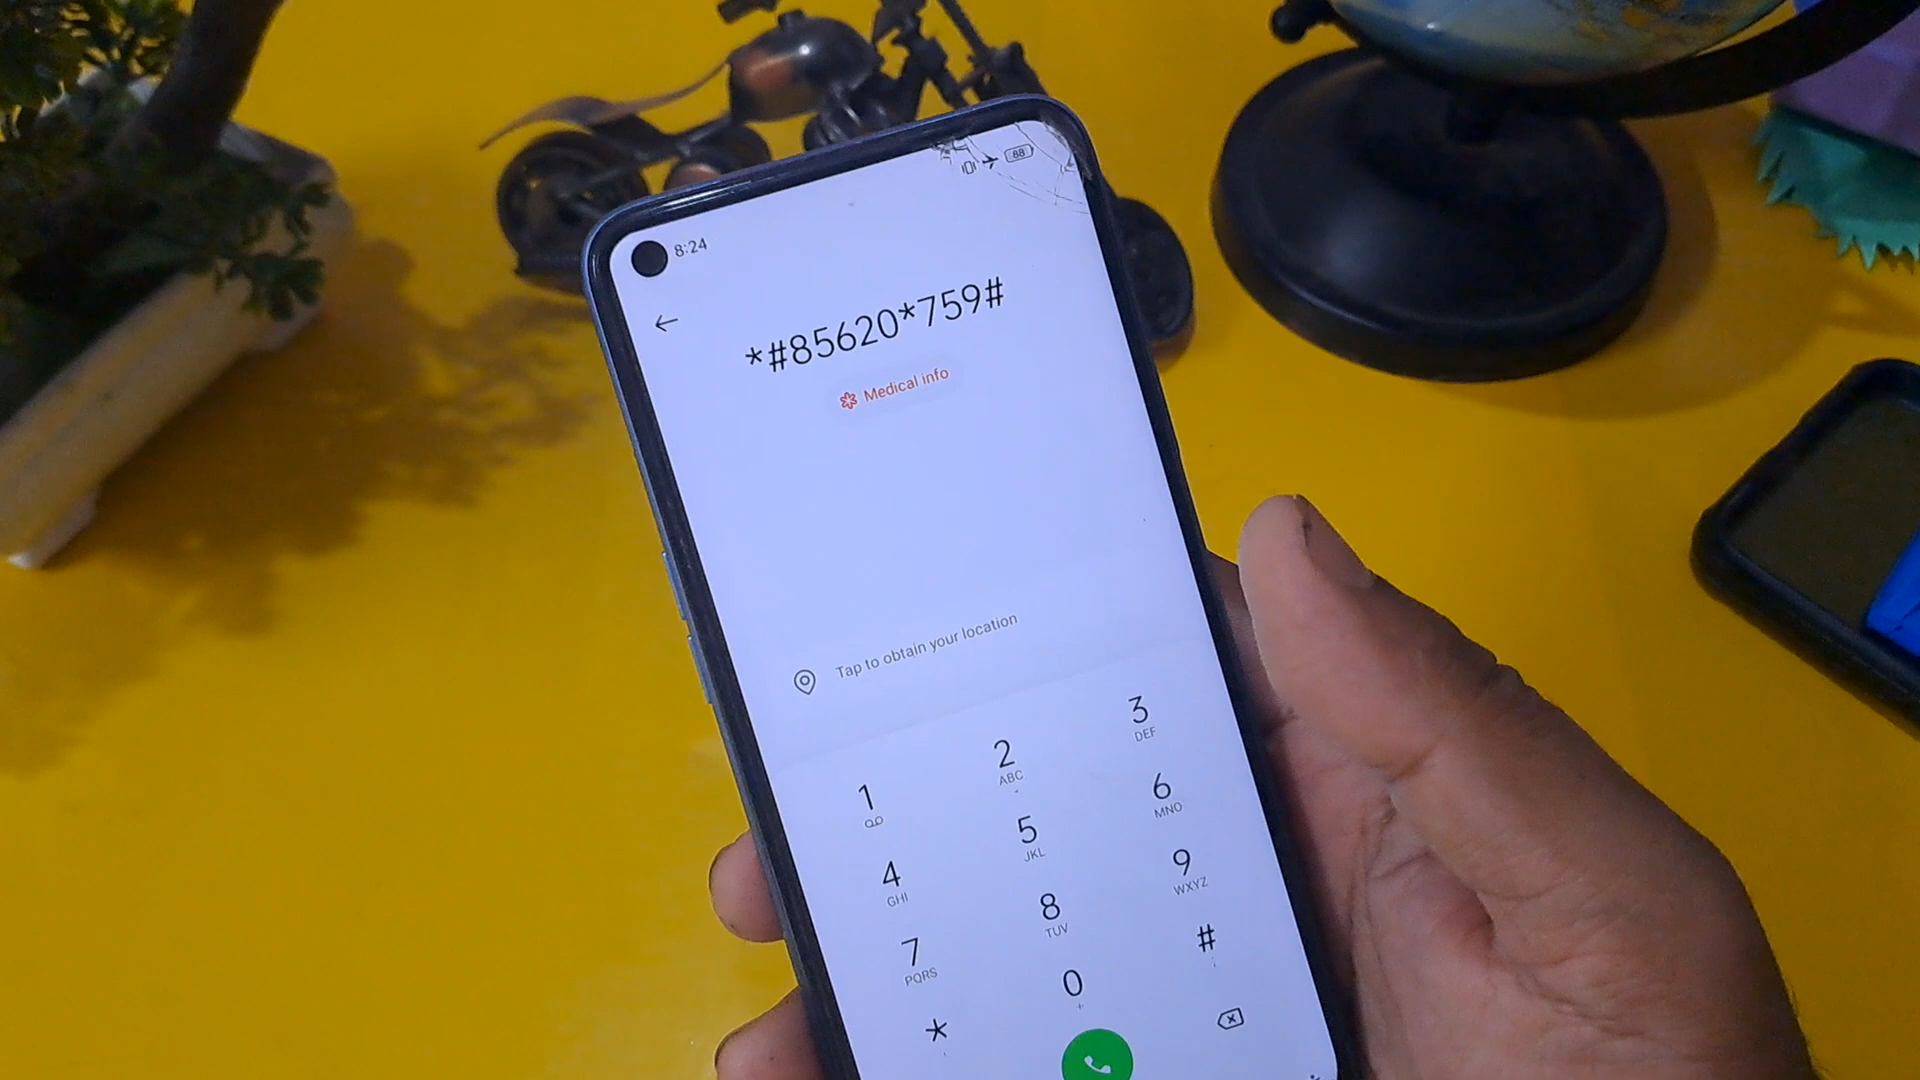 88
8:24
*#85620*759#
Medical info
Tap to obtain your location
1
2
ABC
3
DEF
4
GHI
5
JKL
6
MNO
7
PQRS
8
TUV
9
WXYZ
*
0
+
#